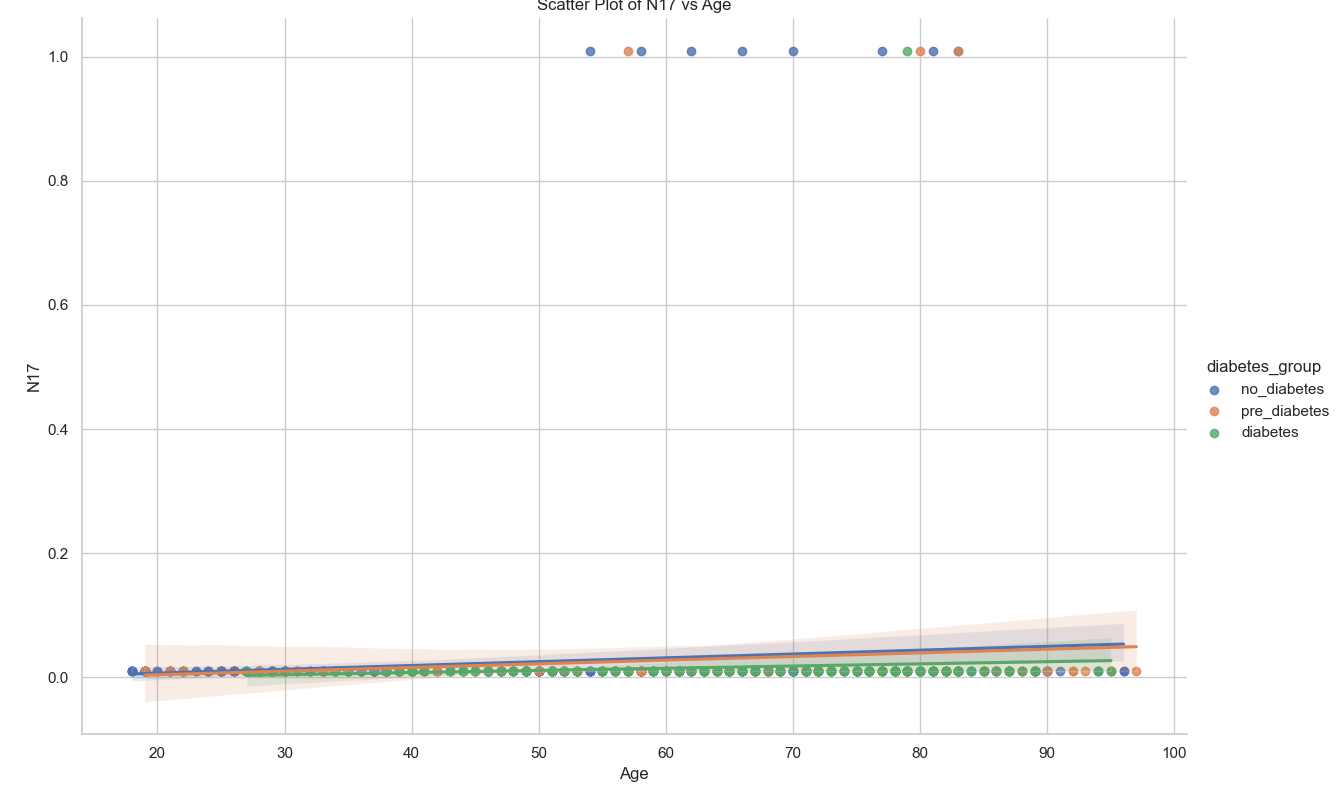 Scatter Plot of N17 vs Age
1.0
0.8
0.6
0.4
0.2
0.0
N17
20 30 40 50 60 70 80 90 100
Age
diabetes_group
no_diabetes
pre_diabetes
diabetes